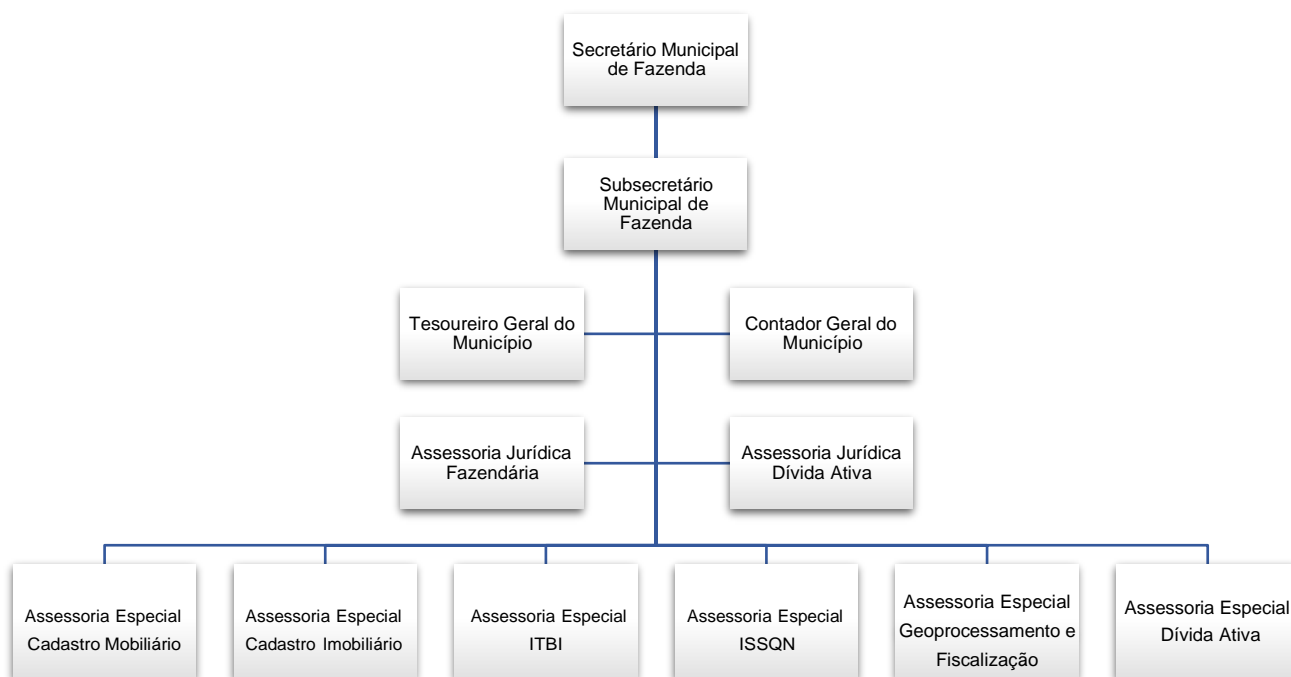 Secretário Municipal
de Fazenda
Subsecretário
Municipal de
Fazenda
Tesoureiro Geral do
Município
Contador Geral do
Município
Assessoria Jurídica
Fazendária
Assessoria Jurídica
Dívida Ativa
Assessoria Especial
Cadastro Mobiliário
Assessoria Especial
Cadastro Imobiliário
Assessoria Especial
ITBI
Assessoria Especial
ISSQN
Assessoria Especial
Geoprocessamento e
Fiscalização
Assessoria Especial
Dívida Ativa